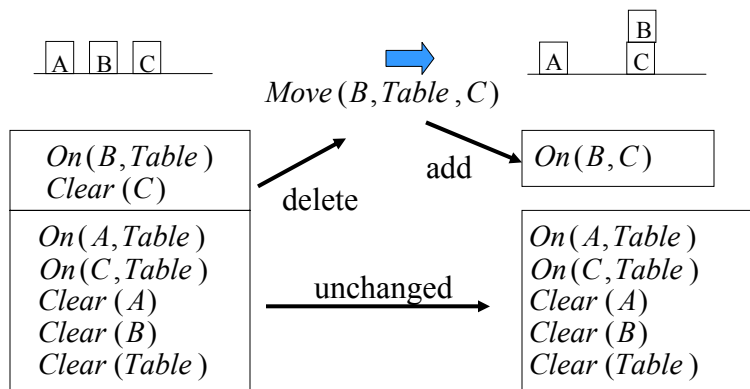 A B C
B
A C
Move(B,Table,C)
On(B,Table)
Clear(C)
delete
add
On(B,C)
On(A,Table)
On(C,Table)
Clear(A)
Clear(B)
Clear(Table)
unchanged
On(A,Table)
On(C,Table)
Clear(A)
Clear(B)
Clear(Table)